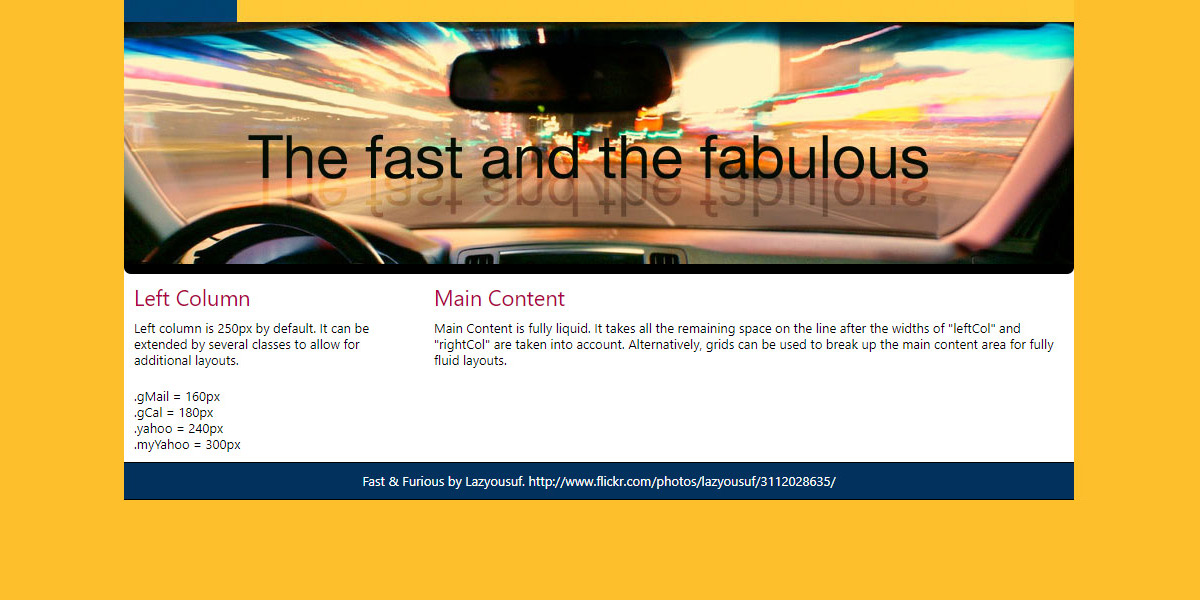 The fast and the fabulous
Left Column
Left column is 250px by default. It can be
extended by several classes to allow for
additional layouts.
.gMail = 160px
.gCal = 180px
.yahoo = 240px
.myYahoo = 300px
Main Content
Main Content is fully liquid. It takes all the remaining space on the line after the widths of "leftCol" and
"rightCol" are taken into account. Alternatively, grids can be used to break up the main content area for fully
fluid layouts.
Fast & Furious by Lazyousuf. http://www.flickr.com/photos/lazyousuf/3112028635/